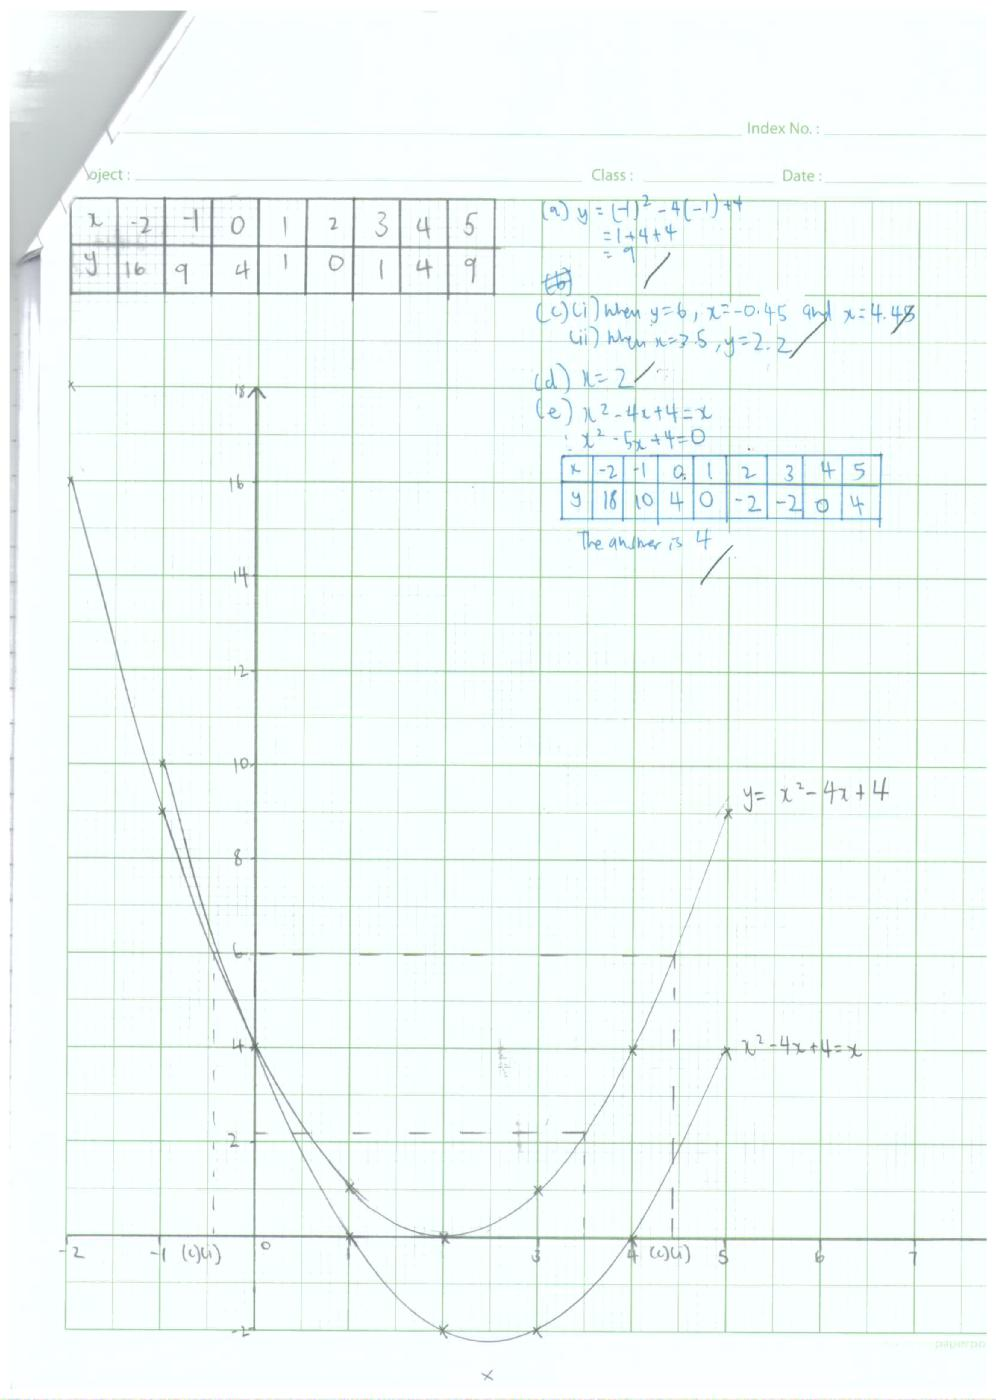 Index No. :
oject :
Class :
Date :
x -2 -1 0 1 2 3 4 5
y 16 9 4 1 0 1 4 9
(a) y = (-1)² - 4(-1)+4
= 1+4+4
= 9
(b)
(c)(i) when y=6, x=-0.45 and x=4.45
(ii) when x=3.5, y=2.2
(d) x= 2
(e) x² - 4x+4=x
x² - 5x+4=0
x -2 -1 0 1 2 3 4 5
y 18 10 4 0 -2 -2 0 4
The answer is 4
18
16
14
12
10
y= x²- 4x+4
8
6
4
x²-4x+4=x
2
-2 -1 (c)(i) 0 1 3 4 (c)(i) 5 6 7
-2
paperpo